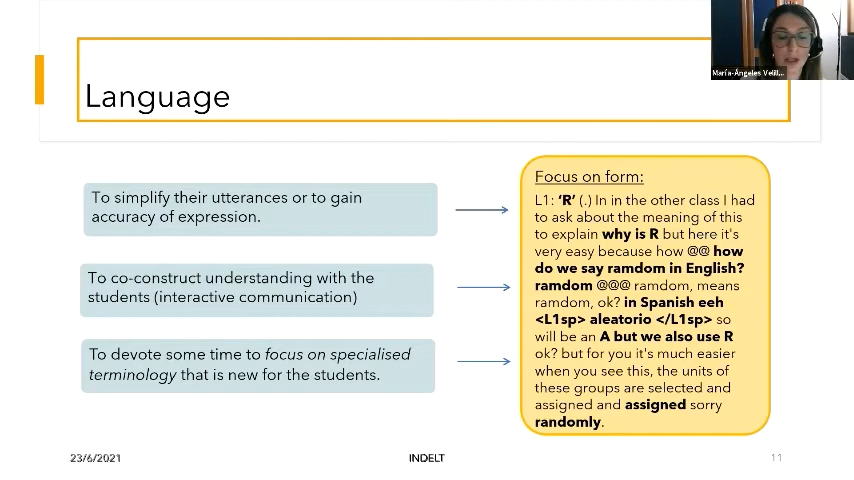 María-Ángeles Velill...
Language
To simplify their utterances or to gain
accuracy of expression.
To co-construct understanding with the
students (interactive communication)
To devote some time to focus on specialised
terminology that is new for the students.
Focus on form:
L1: ‘R’ (.) In in the other class I had
to ask about the meaning of this
to explain why is R but here it's
very easy because how @@ how
do we say ramdom in English?
ramdom @@@ ramdom, means
ramdom, ok? in Spanish eeh
<L1sp> aleatorio </L1sp> so
will be an A but we also use R
ok? but for you it's much easier
when you see this, the units of
these groups are selected and
assigned and assigned sorry
randomly.
23/6/2021
INDELT
11